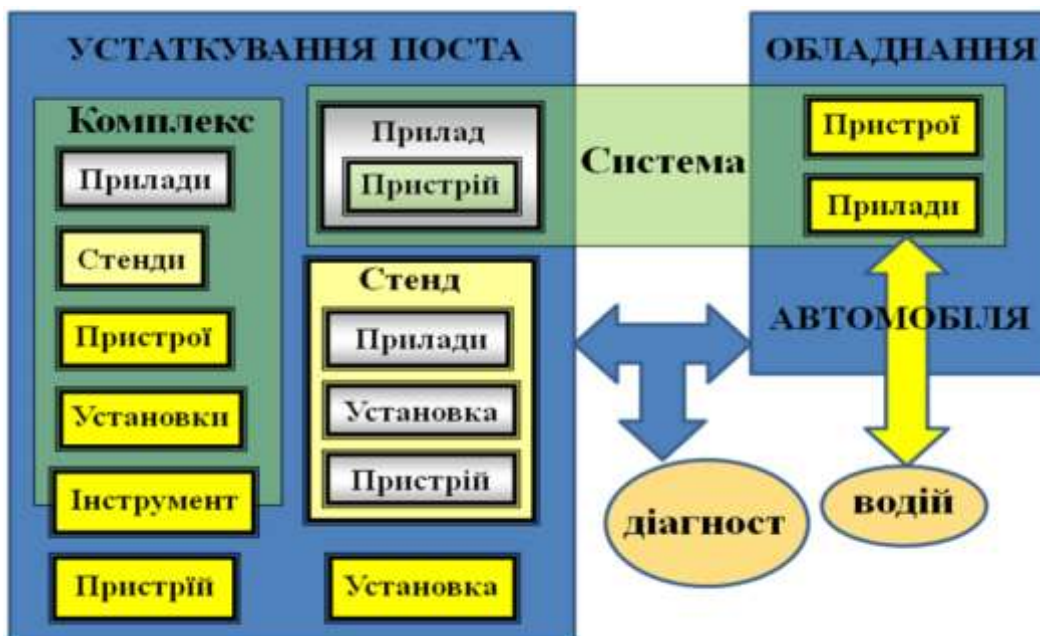 УСТАТКУВАННЯ ПОСТА
Комплекс
Прилади
Стенди
Пристрої
Установки
Інструмент
Пристрїй
Прилад
Пристрій
Стенд
Прилади
Установка
Пристрій
Установка
Система
ОБЛАДНАННЯ
Пристрої
Прилади
АВТОМОБІЛЯ
діагност
водій